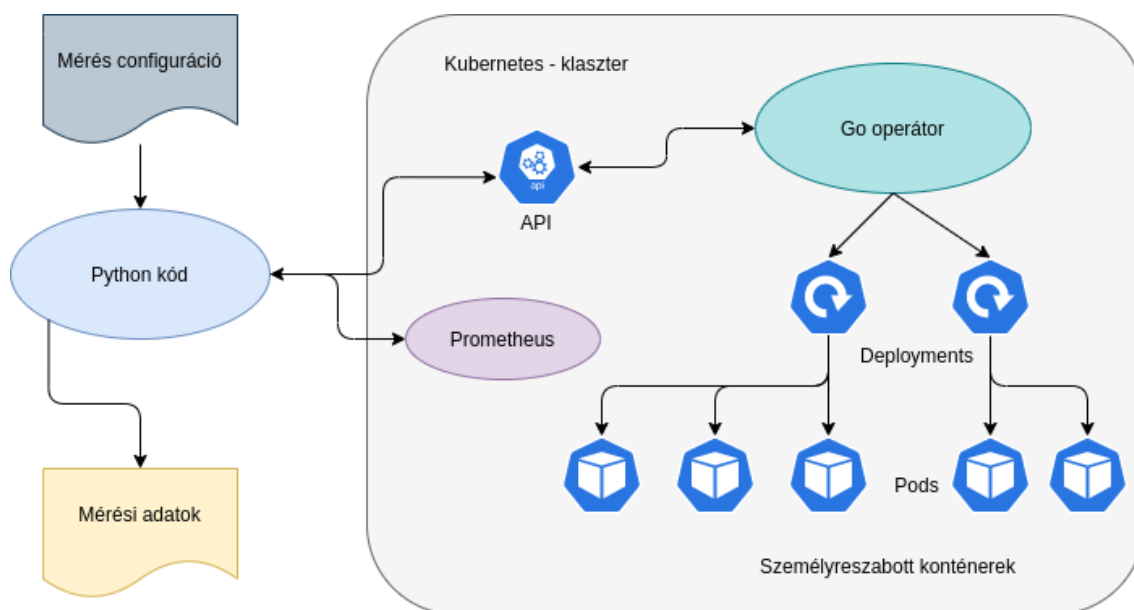 Mérés configuráció
Kubernetes - klaszter
Go operátor
api
API
Python kód
Prometheus
Deployments
Pods
Mérési adatok
Személyreszabott konténerek